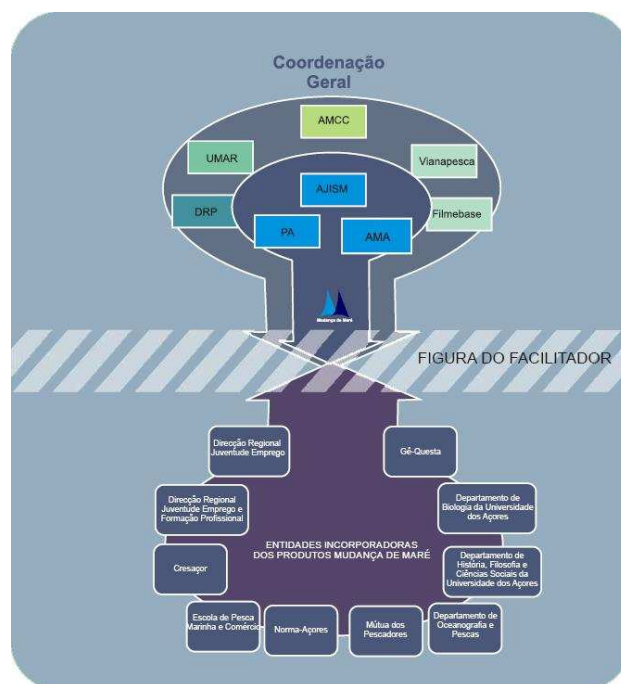 Coordenação
Geral
AMCC
UMAR
Vianapesca
AJISM
DRP
Filmebase
PA
AMA
Mudança de Maré
FIGURA DO FACILITADOR
Direcção Regional
Juventude Emprego
Gê-Questa
Direcção Regional
Juventude Emprego e
Formação Profissional
Departamento de
Biologia da Universidade
dos Açores
ENTIDADES INCORPORADORAS
DOS PRODUTOS MUDANÇA DE MARÉ
Cresaçor
Departamento de
História, Filosofia e
Ciências Sociais da
Universidade dos Açores
Escola de Pesca
Marinha e Comércio
Norma-Açores
Mútua dos
Pescadores
Departamento de
Oceanografia e
Pescas